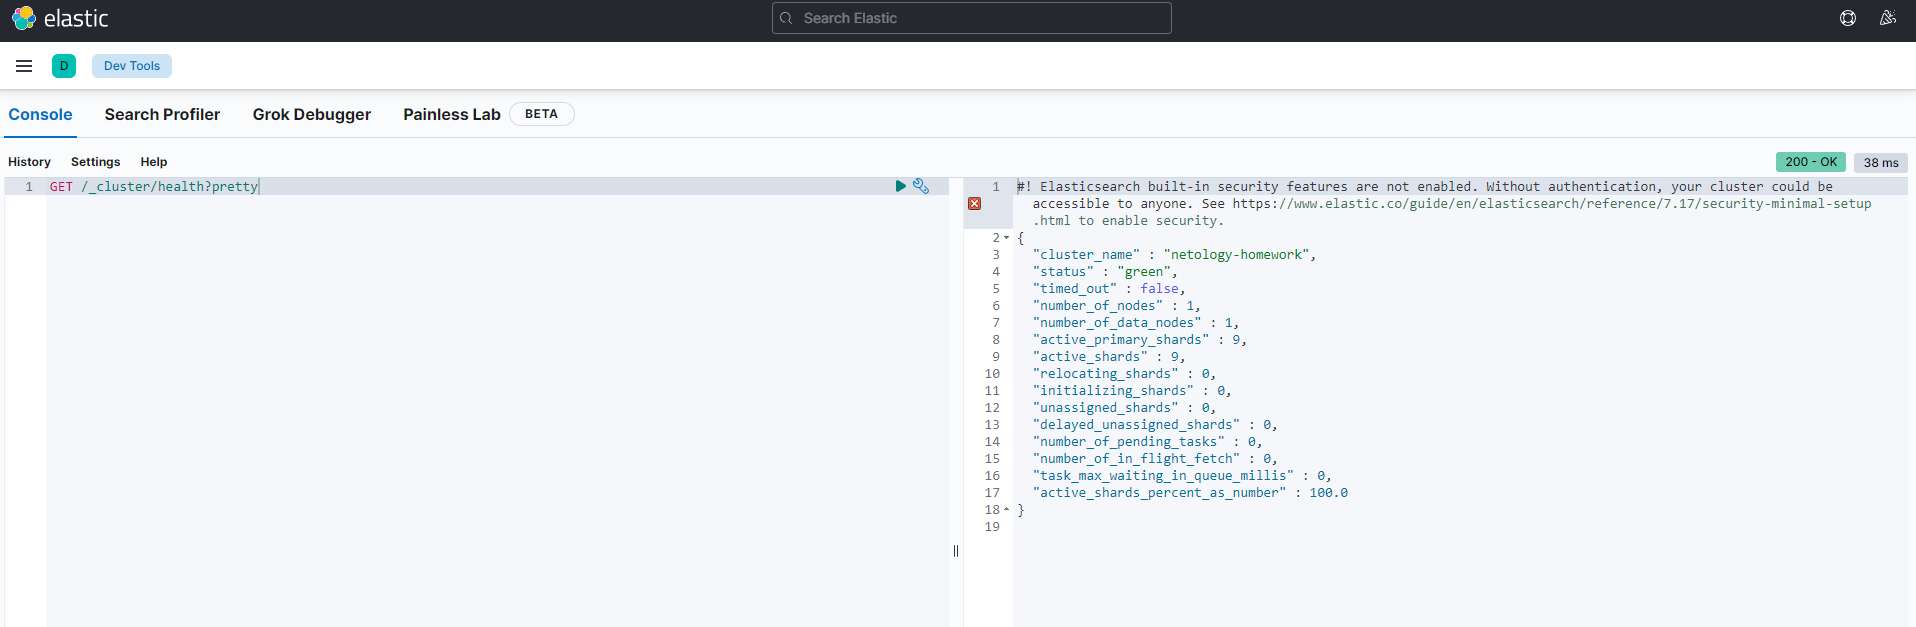 elastic
Search Elastic
D
Dev Tools
Console
Search Profiler
Grok Debugger
Painless Lab
BETA
History
Settings
Help
200 - OK
38 ms
1
GET /_cluster/health?pretty
1
#! Elasticsearch built-in security features are not enabled. Without authentication, your cluster could be
accessible to anyone. See https://www.elastic.co/guide/en/elasticsearch/reference/7.17/security-minimal-setup
.html to enable security.
2 {
3 "cluster_name" : "netology-homework",
4 "status" : "green",
5 "timed_out" : false,
6 "number_of_nodes" : 1,
7 "number_of_data_nodes" : 1,
8 "active_primary_shards" : 9,
9 "active_shards" : 9,
10 "relocating_shards" : 0,
11 "initializing_shards" : 0,
12 "unassigned_shards" : 0,
13 "delayed_unassigned_shards" : 0,
14 "number_of_pending_tasks" : 0,
15 "number_of_in_flight_fetch" : 0,
16 "task_max_waiting_in_queue_millis" : 0,
17 "active_shards_percent_as_number" : 100.0
18 }
19